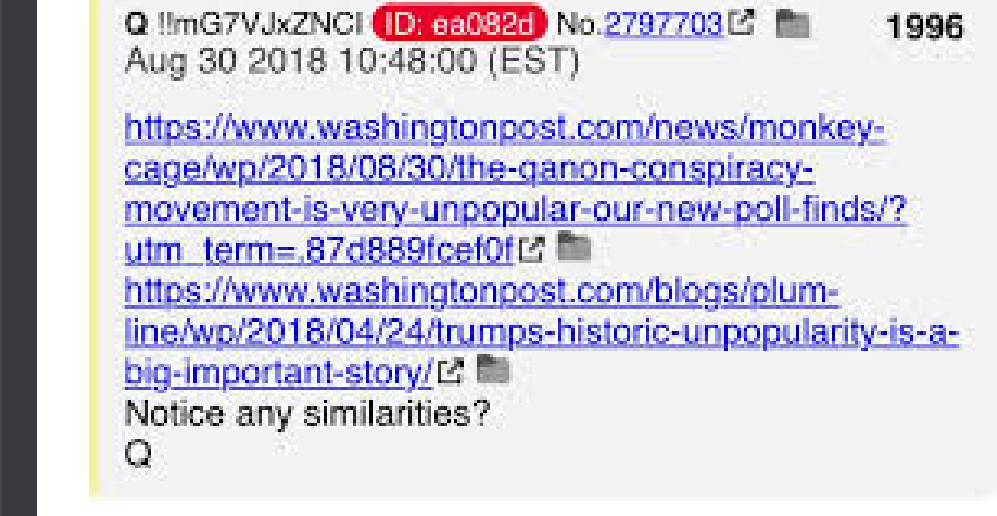 Q !!mG7VJxZNCI ID: ea082d No.2797703 1996
Aug 30 2018 10:48:00 (EST)
https://www.washingtonpost.com/news/monkey-
cage/wp/2018/08/30/the-qanon-conspiracy-
movement-is-very-unpopular-our-new-poll-finds/?
utm_term=.87d889fcef0f
https://www.washingtonpost.com/blogs/plum-
line/wp/2018/04/24/trumps-historic-unpopularity-is-a-
big-important-story/
Notice any similarities?
Q